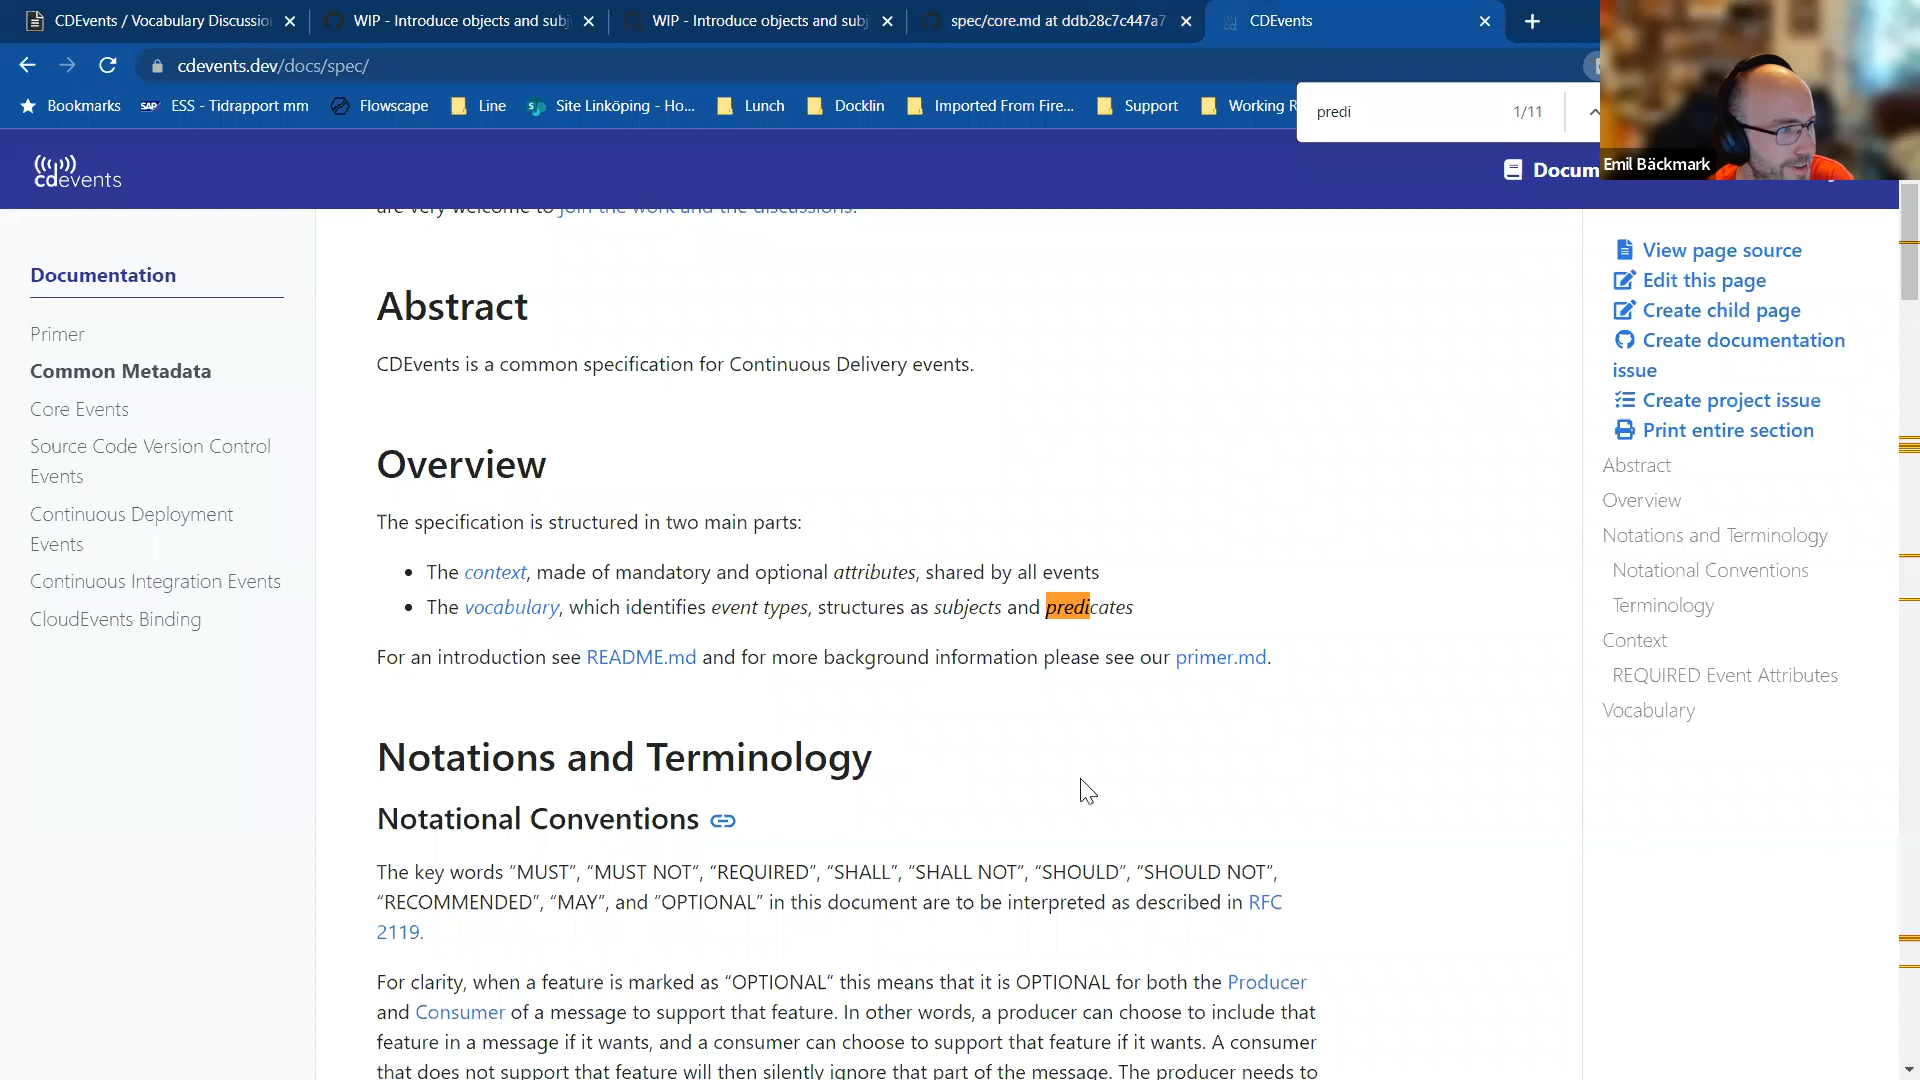 CDEvents / Vocabulary Discussio
WIP - Introduce objects and subj
WIP - Introduce objects and subj
spec/core.md at ddb28c7c447a7
CDEvents
cdevents.dev/docs/spec/
Bookmarks
SAP ESS - Tidrapport mm
Flowscape
Line
Site Linköping - Ho...
Lunch
Docklin
Imported From Fire...
Support
Working R
predi
1/11
Emil Bäckmark
cdevents
Docum
are very welcome to join the work and the discussions.
Documentation
Primer
Common Metadata
Core Events
Source Code Version Control
Events
Continuous Deployment
Events
Continuous Integration Events
CloudEvents Binding
Abstract
CDEvents is a common specification for Continuous Delivery events.
Overview
The specification is structured in two main parts:
• The context, made of mandatory and optional attributes, shared by all events
• The vocabulary, which identifies event types, structures as subjects and predicates
For an introduction see README.md and for more background information please see our primer.md.
Notations and Terminology
Notational Conventions
The key words “MUST”, “MUST NOT”, “REQUIRED”, “SHALL”, “SHALL NOT”, “SHOULD”, “SHOULD NOT”,
“RECOMMENDED”, “MAY”, and “OPTIONAL” in this document are to be interpreted as described in RFC
2119.
For clarity, when a feature is marked as “OPTIONAL” this means that it is OPTIONAL for both the Producer
and Consumer of a message to support that feature. In other words, a producer can choose to include that
feature in a message if it wants, and a consumer can choose to support that feature if it wants. A consumer
that does not support that feature will then silently ignore that part of the message. The producer needs to
View page source
Edit this page
Create child page
Create documentation
issue
Create project issue
Print entire section
Abstract
Overview
Notations and Terminology
Notational Conventions
Terminology
Context
REQUIRED Event Attributes
Vocabulary